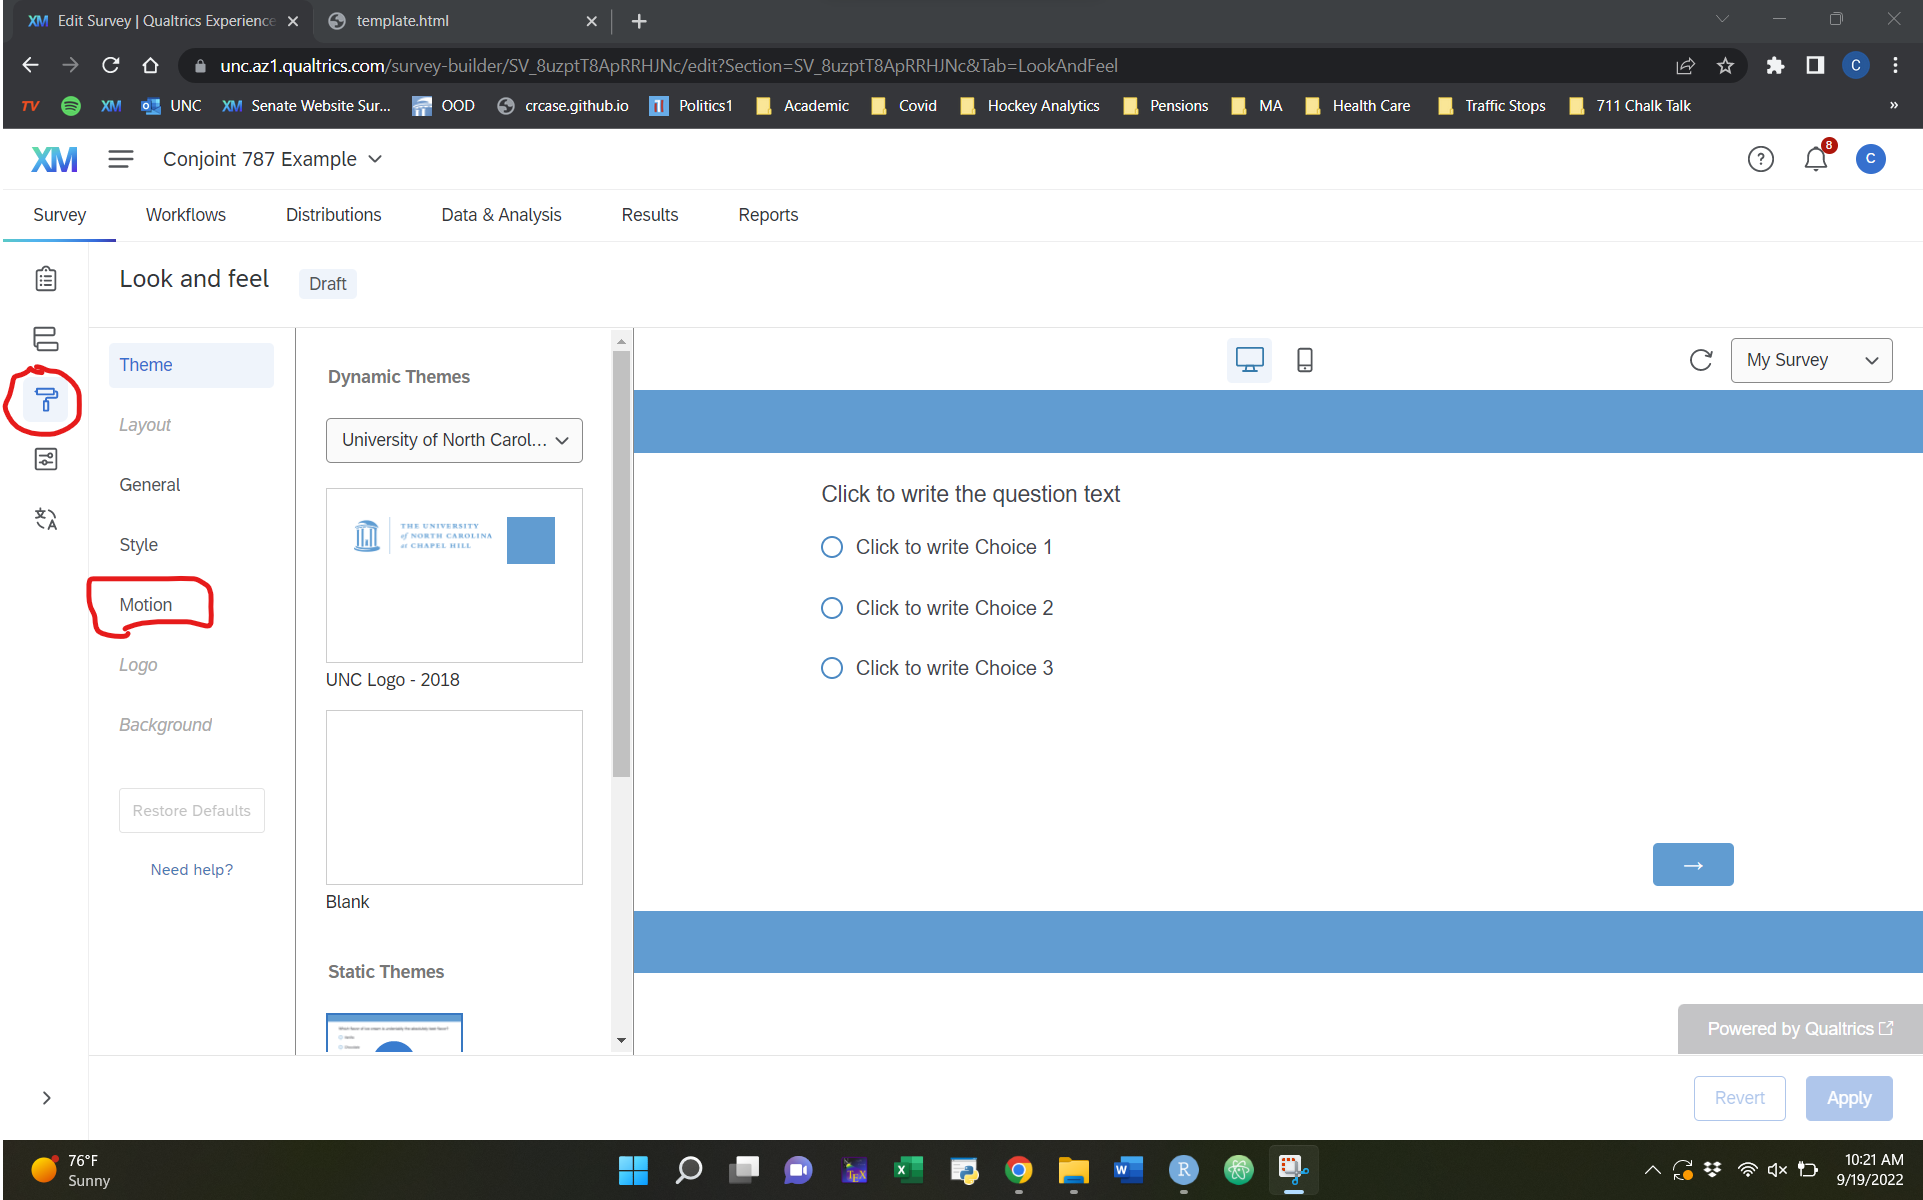 XM Edit Survey | Qualtrics Experience
template.html
unc.az1.qualtrics.com/survey-builder/SV_8uzptT8ApRRHJNc/edit?Section=SV_8uzptT8ApRRHJNc&Tab=LookAndFeel
C
TV XM UNC XM Senate Website Sur... OOD crcase.github.io Politics1 Academic Covid Hockey Analytics Pensions MA Health Care Traffic Stops 711 Chalk Talk »
XM Conjoint 787 Example ? 8 C
Survey Workflows Distributions Data & Analysis Results Reports
Look and feel Draft
Theme
Layout
General
Style
Motion
Logo
Background
Restore Defaults
Need help?
Dynamic Themes
University of North Carol...
THE UNIVERSITY
of NORTH CAROLINA
at CHAPEL HILL
UNC Logo - 2018
Blank
Static Themes
My Survey
Click to write the question text
Click to write Choice 1
Click to write Choice 2
Click to write Choice 3
→
Powered by Qualtrics
Revert Apply
76°F
Sunny
10:21 AM
9/19/2022